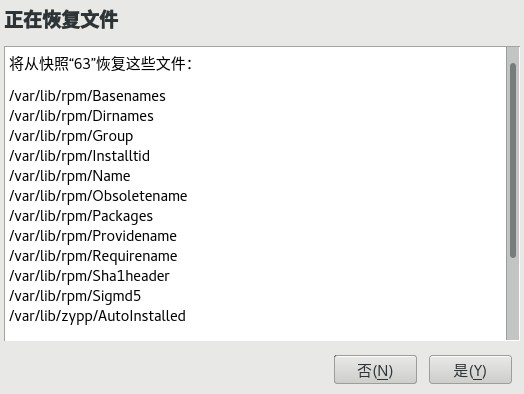 正在恢复文件
将从快照“63”恢复这些文件：
/var/lib/rpm/Basenames
/var/lib/rpm/Dirnames
/var/lib/rpm/Group
/var/lib/rpm/Installtid
/var/lib/rpm/Name
/var/lib/rpm/Obsoletename
/var/lib/rpm/Packages
/var/lib/rpm/Providename
/var/lib/rpm/Requirename
/var/lib/rpm/Sha1header
/var/lib/rpm/Sigmd5
/var/lib/zypp/AutoInstalled
否(N)
是(Y)